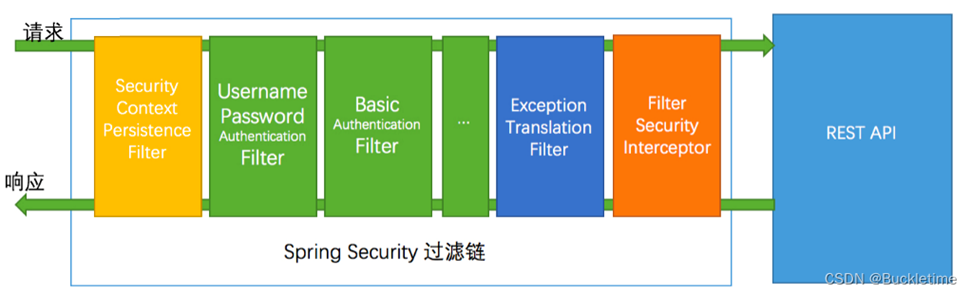 请求
Security
Context
Persistence
Filter
Username
Password
Authentication
Filter
Basic
Authentication
Filter
...
Exception
Translation
Filter
Filter
Security
Interceptor
REST API
响应
Spring Security 过滤链
CSDN @Buckletime